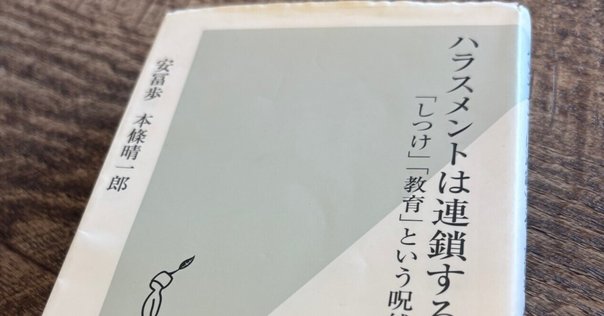 ハラスメントは連鎖する
「しつけ」「教育」という呪
安冨歩 本條晴一郎